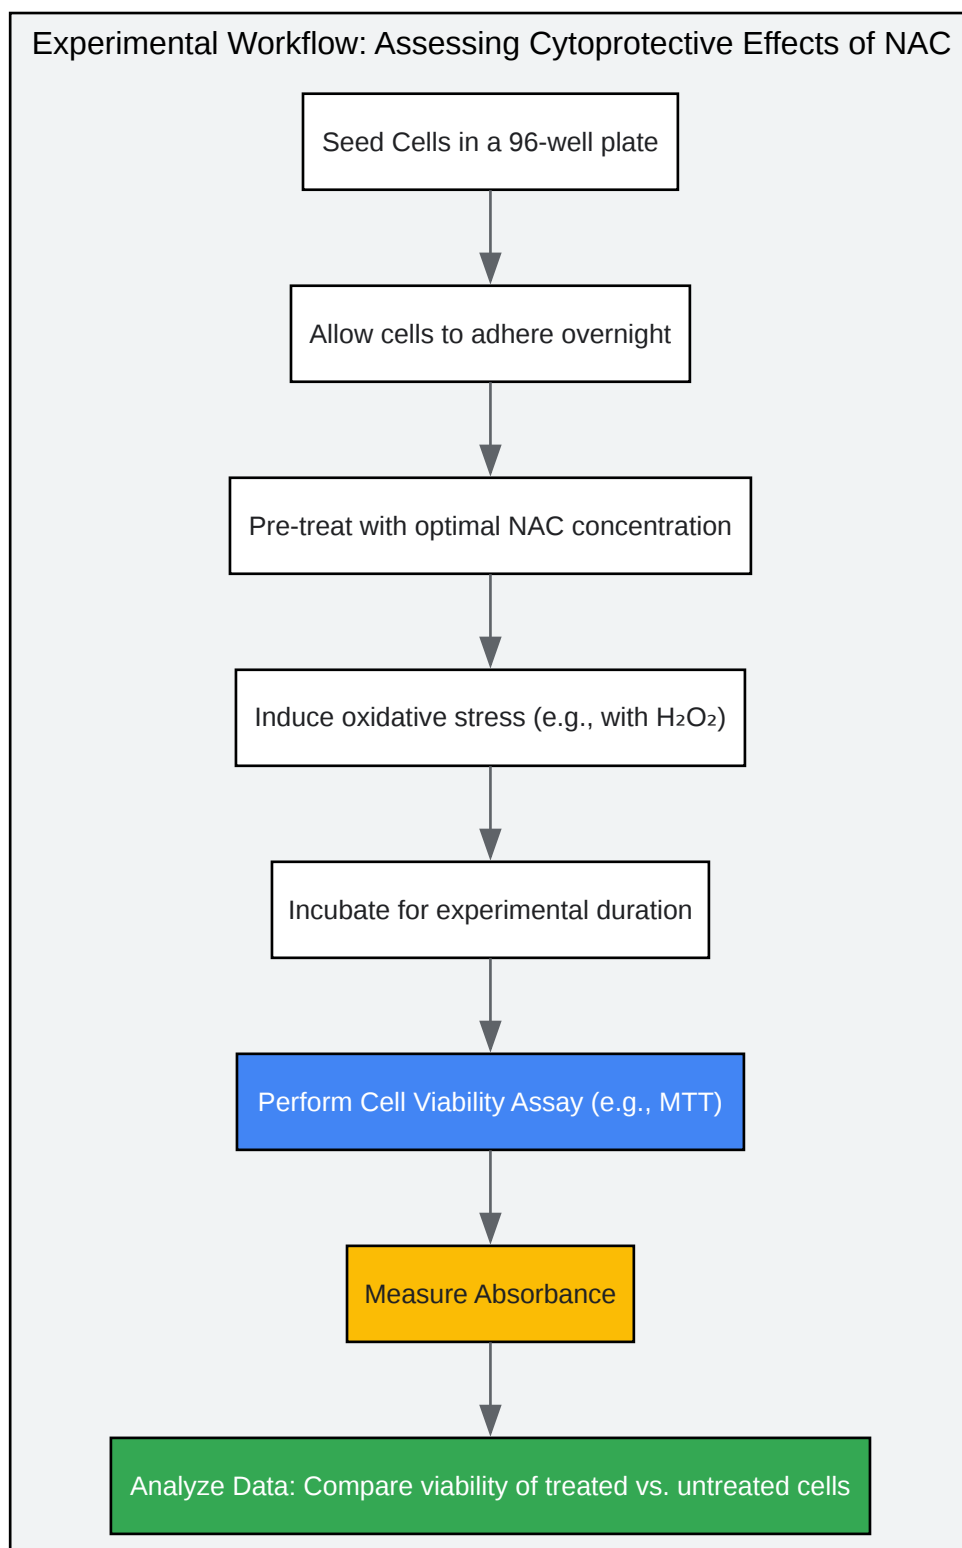 Experimental Workflow: Assessing Cytoprotective Effects of NAC
Seed Cells in a 96-well plate
Allow cells to adhere overnight
Pre-treat with optimal NAC concentration
Induce oxidative stress (e.g., with H₂O₂)
Incubate for experimental duration
Perform Cell Viability Assay (e.g., MTT)
Measure Absorbance
Analyze Data: Compare viability of treated vs. untreated cells